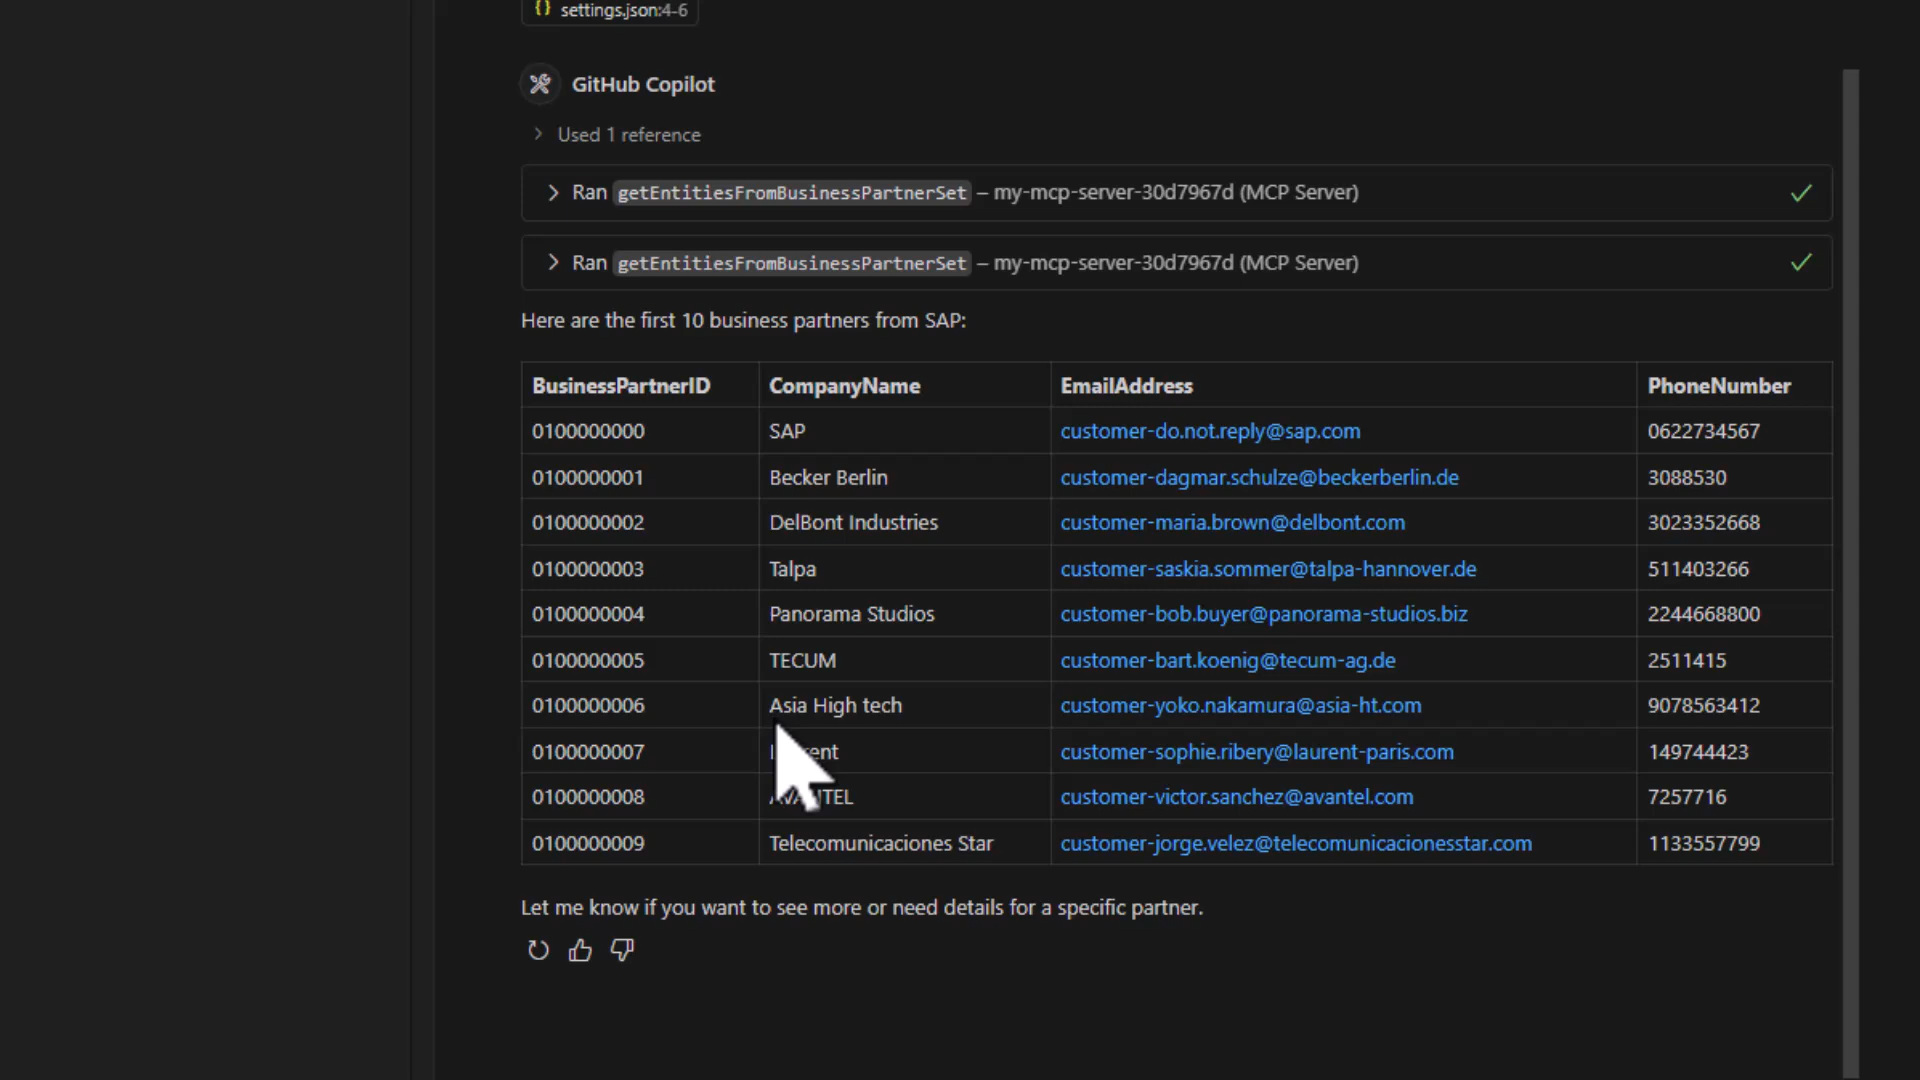 {} settings.json:4-6
GitHub Copilot
Used 1 reference
Ran getEntitiesFromBusinessPartnerSet – my-mcp-server-30d7967d (MCP Server)
Ran getEntitiesFromBusinessPartnerSet – my-mcp-server-30d7967d (MCP Server)
Here are the first 10 business partners from SAP:
BusinessPartnerID CompanyName EmailAddress PhoneNumber
0100000000 SAP customer-do.not.reply@sap.com 0622734567
0100000001 Becker Berlin customer-dagmar.schulze@beckerberlin.de 3088530
0100000002 DelBont Industries customer-maria.brown@delbont.com 3023352668
0100000003 Talpa customer-saskia.sommer@talpa-hannover.de 511403266
0100000004 Panorama Studios customer-bob.buyer@panorama-studios.biz 2244668800
0100000005 TECUM customer-bart.koenig@tecum-ag.de 2511415
0100000006 Asia High tech customer-yoko.nakamura@asia-ht.com 9078563412
0100000007 customer-sophie.ribery@laurent-paris.com 149744423
0100000008 customer-victor.sanchez@avantel.com 7257716
0100000009 Telecomunicaciones Star customer-jorge.velez@telecomunicacionesstar.com 1133557799
Let me know if you want to see more or need details for a specific partner.